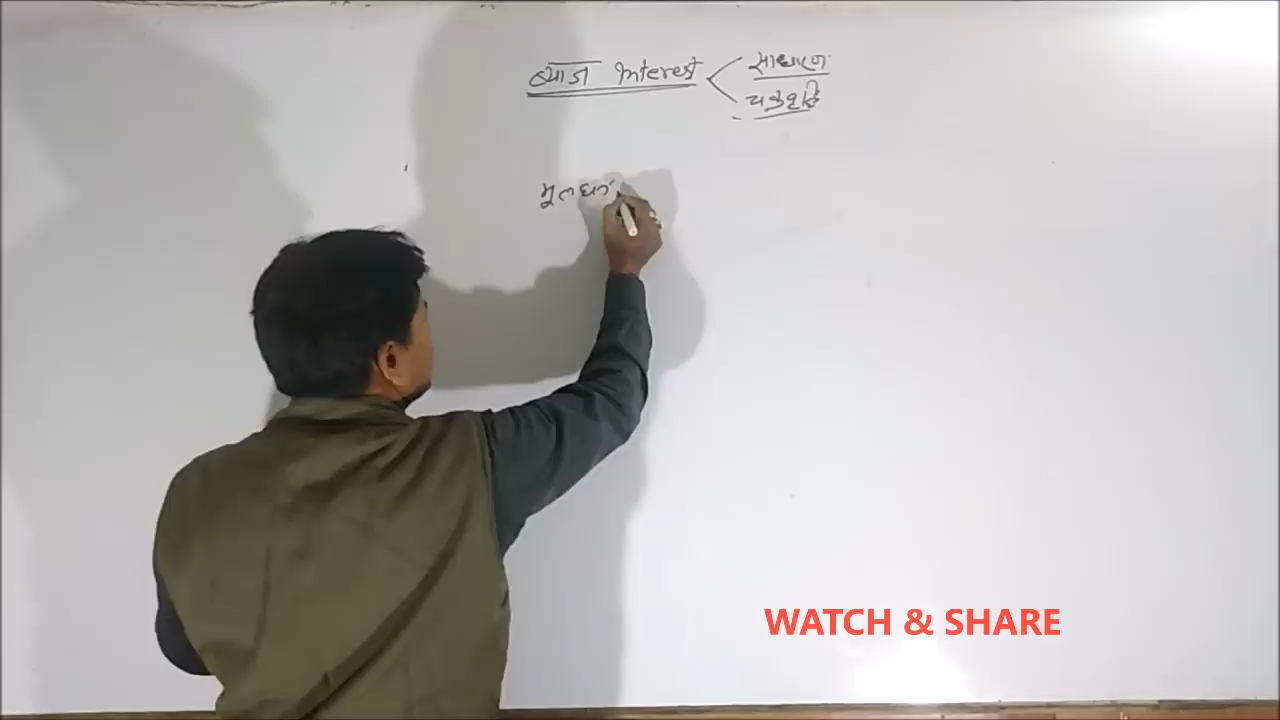 ब्याज Interest
साधारण
चक्रवृद्धि
मूलधन
WATCH & SHARE